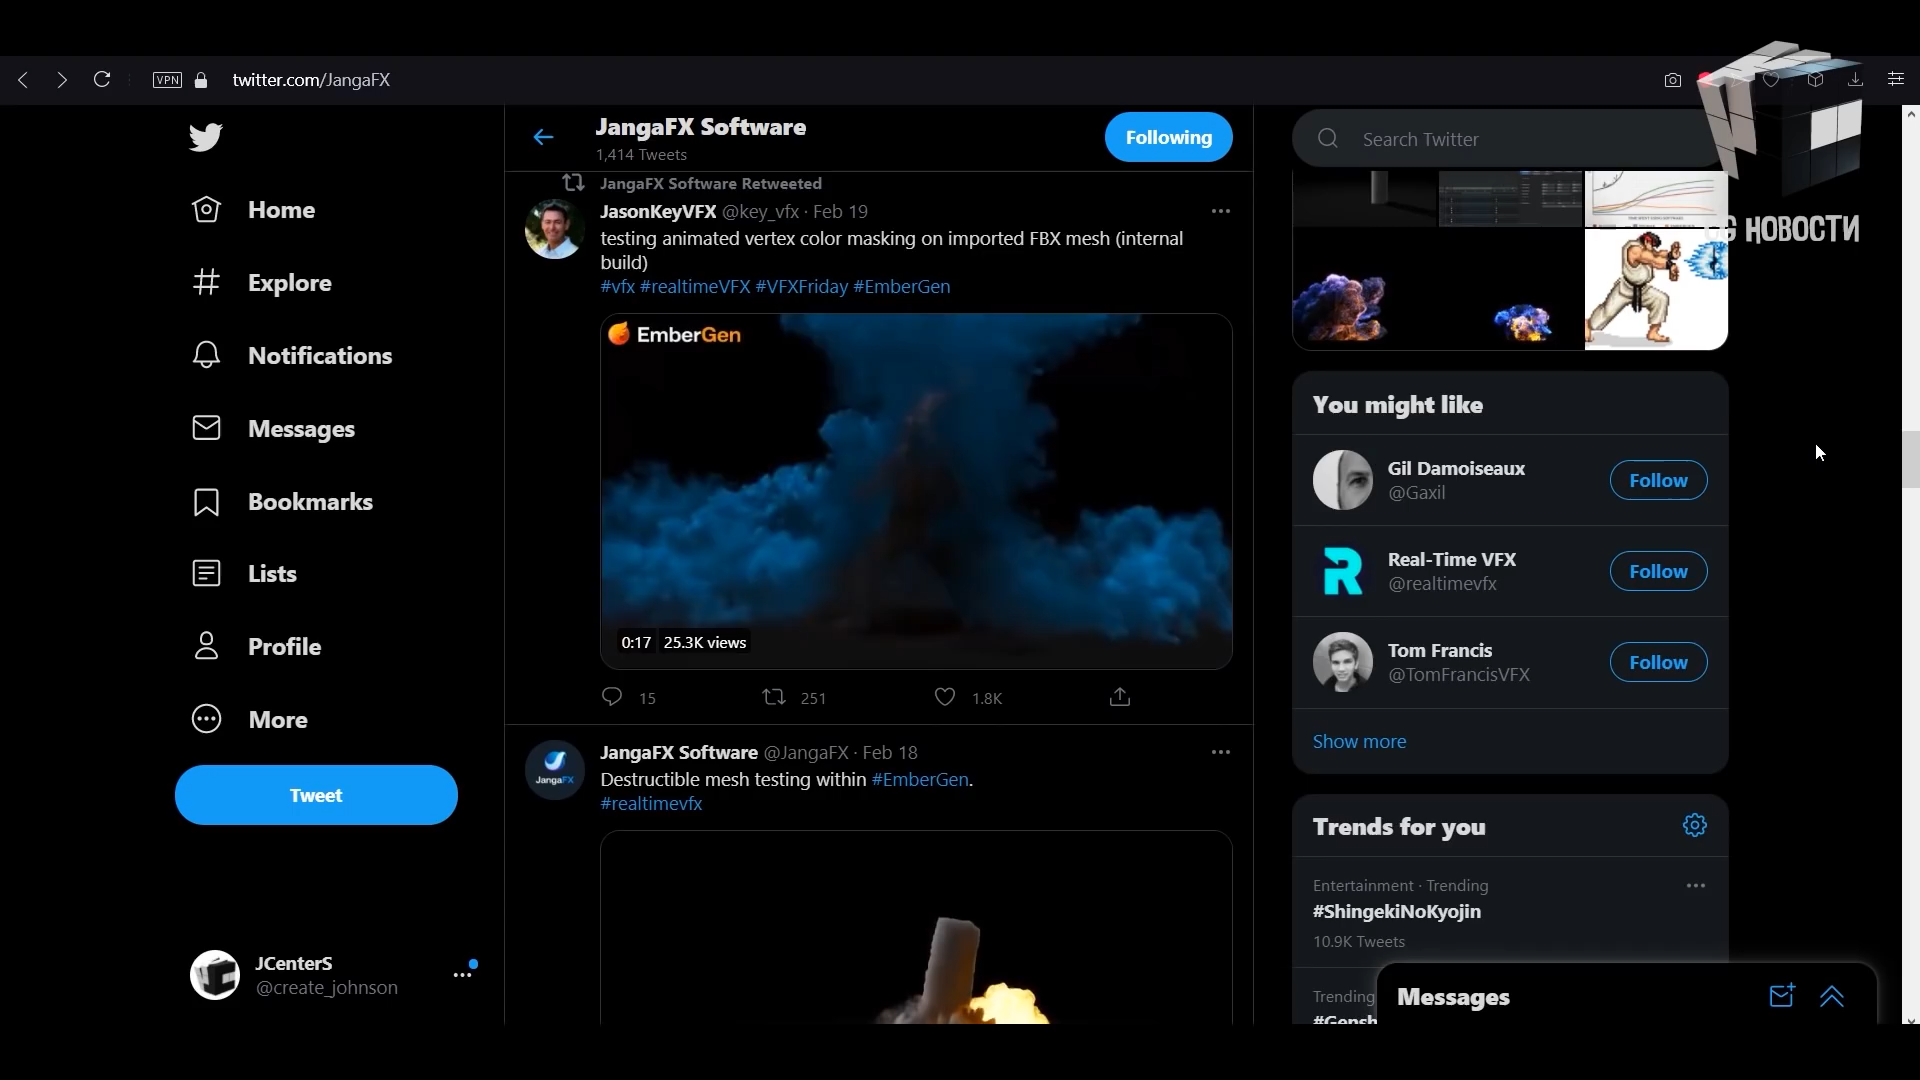 VPN
twitter.com/JangaFX
JangaFX Software
1,414 Tweets
Following
Search Twitter
НОВОСТИ
Home
Explore
Notifications
Messages
Bookmarks
Lists
Profile
More
Tweet
JCenterS
@create_johnson
JangaFX Software Retweeted
JasonKeyVFX @key_vfx · Feb 19
testing animated vertex color masking on imported FBX mesh (internal
build)
#vfx #realtimeVFX #VFXFriday #EmberGen
EmberGen
0:17 25.3K views
15
251
1.8K
JangaFX Software @JangaFX · Feb 18
JangaFX
Destructible mesh testing within #EmberGen.
#realtimevfx
You might like
Gil Damoiseaux
@Gaxil
Follow
Real-Time VFX
@realtimevfx
Follow
Tom Francis
@TomFrancisVFX
Follow
Show more
Trends for you
Entertainment · Trending
#ShingekiNoKyojin
10.9K Tweets
Trending
Messages